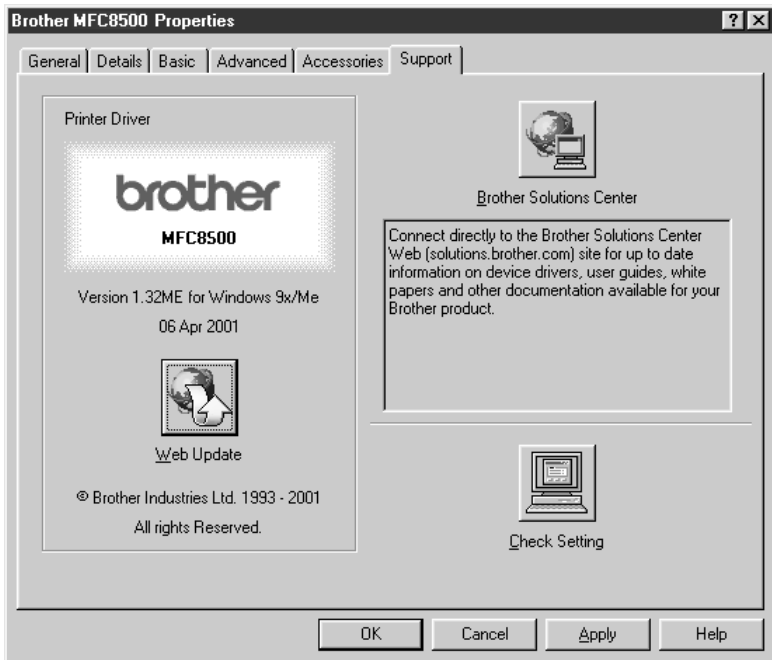 Brother MFC8500 Properties
General Details Basic Advanced Accessories Support
Printer Driver
brother
MFC8500
Version 1.32ME for Windows 9x/Me
06 Apr 2001
Web Update
© Brother Industries Ltd. 1993 - 2001
All rights Reserved.
Brother Solutions Center
Connect directly to the Brother Solutions Center
Web (solutions.brother.com) site for up to date
information on device drivers, user guides, white
papers and other documentation available for your
Brother product.
Check Setting
OK Cancel Apply Help